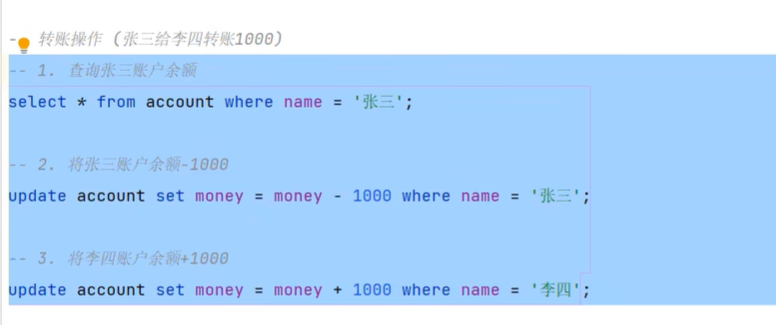 -- 转账操作 (张三给李四转账1000)
-- 1. 查询张三账户余额
select * from account where name = '张三';
-- 2. 将张三账户余额-1000
update account set money = money - 1000 where name = '张三';
-- 3. 将李四账户余额+1000
update account set money = money + 1000 where name = '李四';